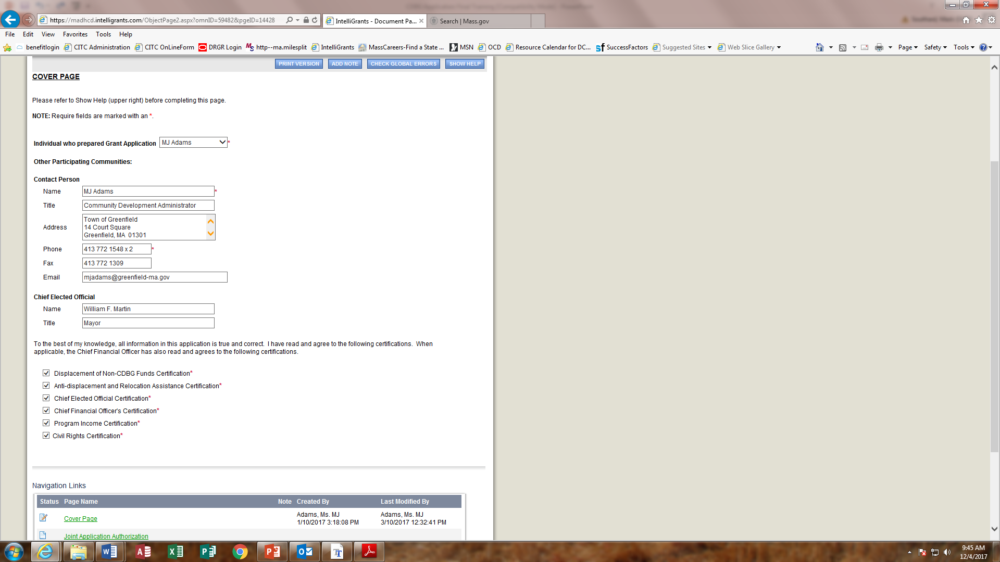 https://madhcd.intelligrants.com/ObjectPage2.aspx?omnID=59482&pgeID=14428
IntelliGrants - Document Pa...
Search | Mass.gov
File Edit View Favorites Tools Help
benefitlogin CITC Administration CITC OnLineForm DRGR Login http--ma.milesplit IntelliGrants MassCareers-Find a State ... MSN OCD Resource Calendar for DC... SuccessFactors Suggested Sites Web Slice Gallery Page Safety Tools
PRINT VERSION ADD NOTE CHECK GLOBAL ERRORS SHOW HELP
COVER PAGE
Please refer to Show Help (upper right) before completing this page.
NOTE: Require fields are marked with an *.
Individual who prepared Grant Application MJ Adams *
Other Participating Communities:
Contact Person
Name MJ Adams *
Title Community Development Administrator
Address Town of Greenfield
14 Court Square
Greenfield, MA 01301
Phone 413 772 1548 x 2 *
Fax 413 772 1309
Email mjadams@greenfield-ma.gov
Chief Elected Official
Name William F. Martin
Title Mayor
To the best of my knowledge, all information in this application is true and correct. I have read and agree to the following certifications. When
applicable, the Chief Financial Officer has also read and agrees to the following certifications.
Displacement of Non-CDBG Funds Certification*
Anti-displacement and Relocation Assistance Certification*
Chief Elected Official Certification*
Chief Financial Officer's Certification*
Program Income Certification*
Civil Rights Certification*
Navigation Links
Status Page Name Note Created By Last Modified By
Cover Page Adams, Ms. MJ Adams, Ms. MJ
1/10/2017 3:18:08 PM 3/10/2017 12:32:41 PM
Joint Application Authorization
9:45 AM
12/4/2017